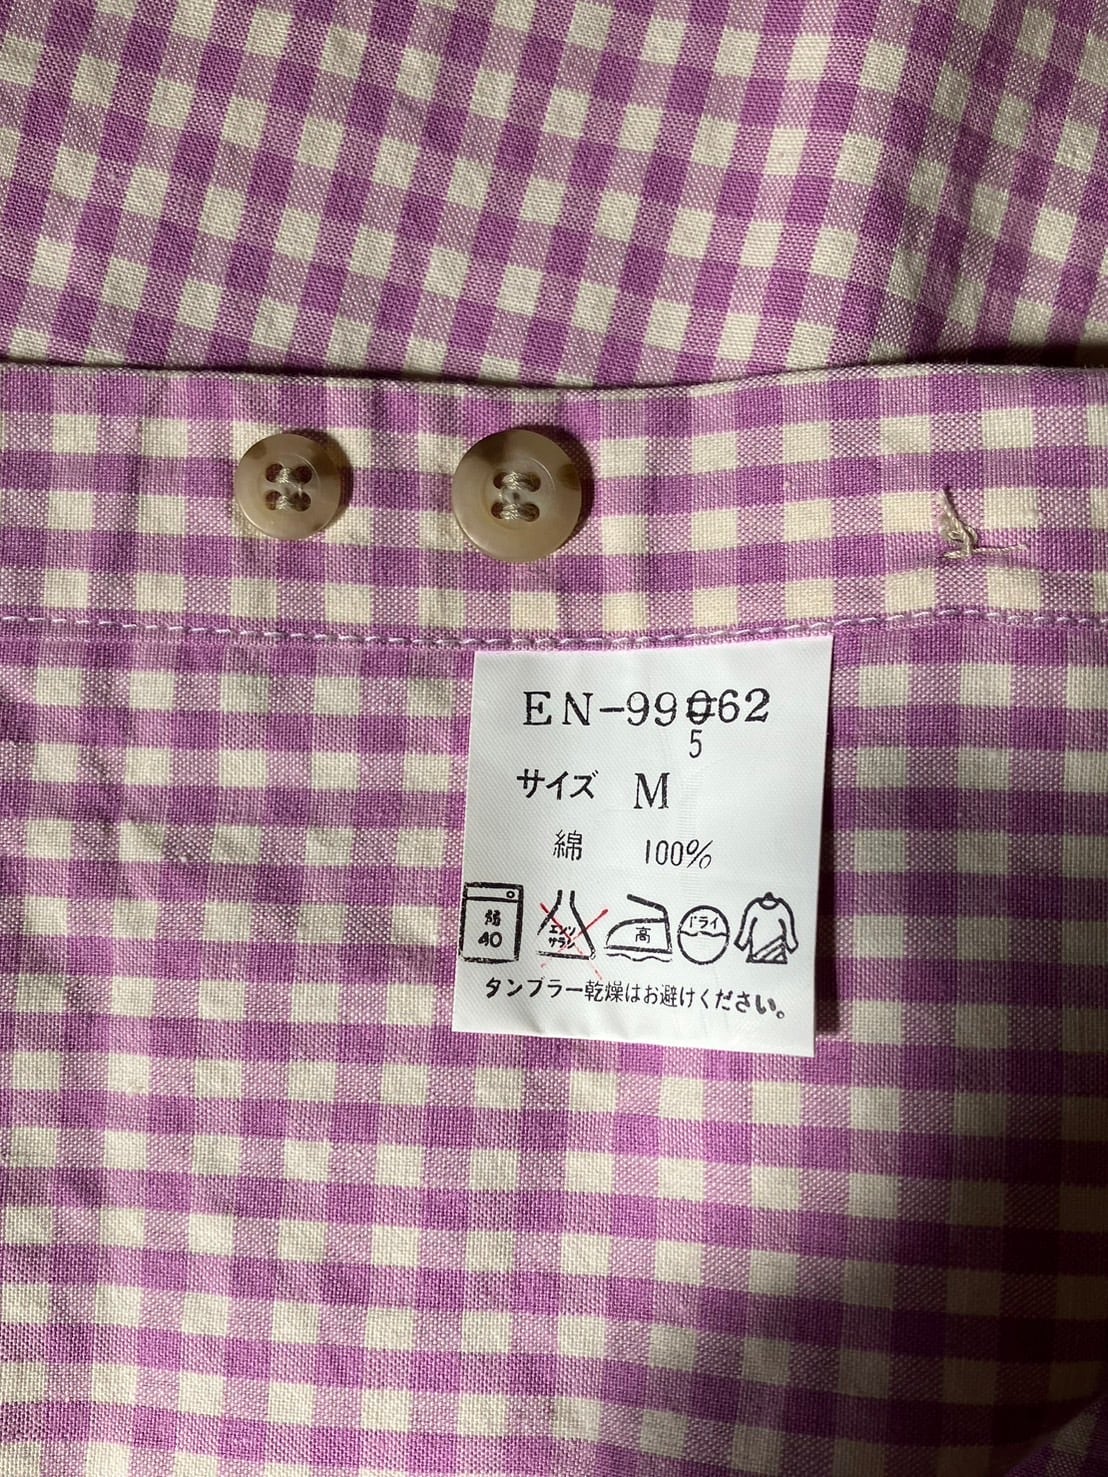 EN-99062
5
サイズ M
綿 100%
40 エンソ サラシ 高 ドライ
タンブラー乾燥はお避けください。